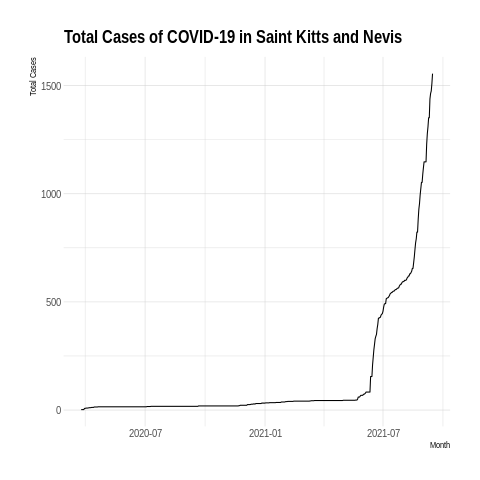 Total Cases of COVID-19 in Saint Kitts and Nevis
Total Cases
1500
1000
500
0
2020-07
2021-01
2021-07
Month